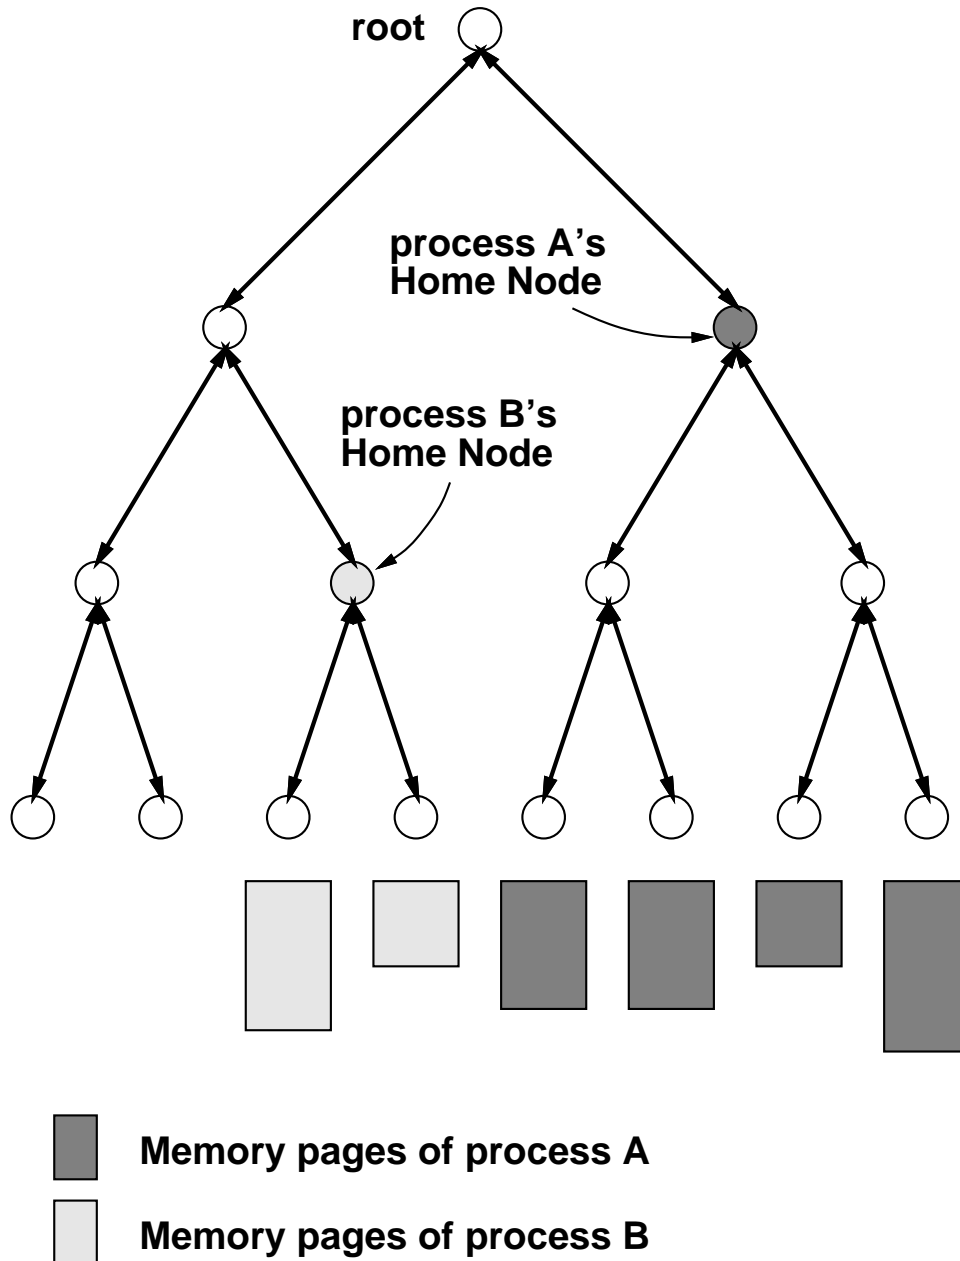 root
process A’s
Home Node
process B’s
Home Node
Memory pages of process A
Memory pages of process B